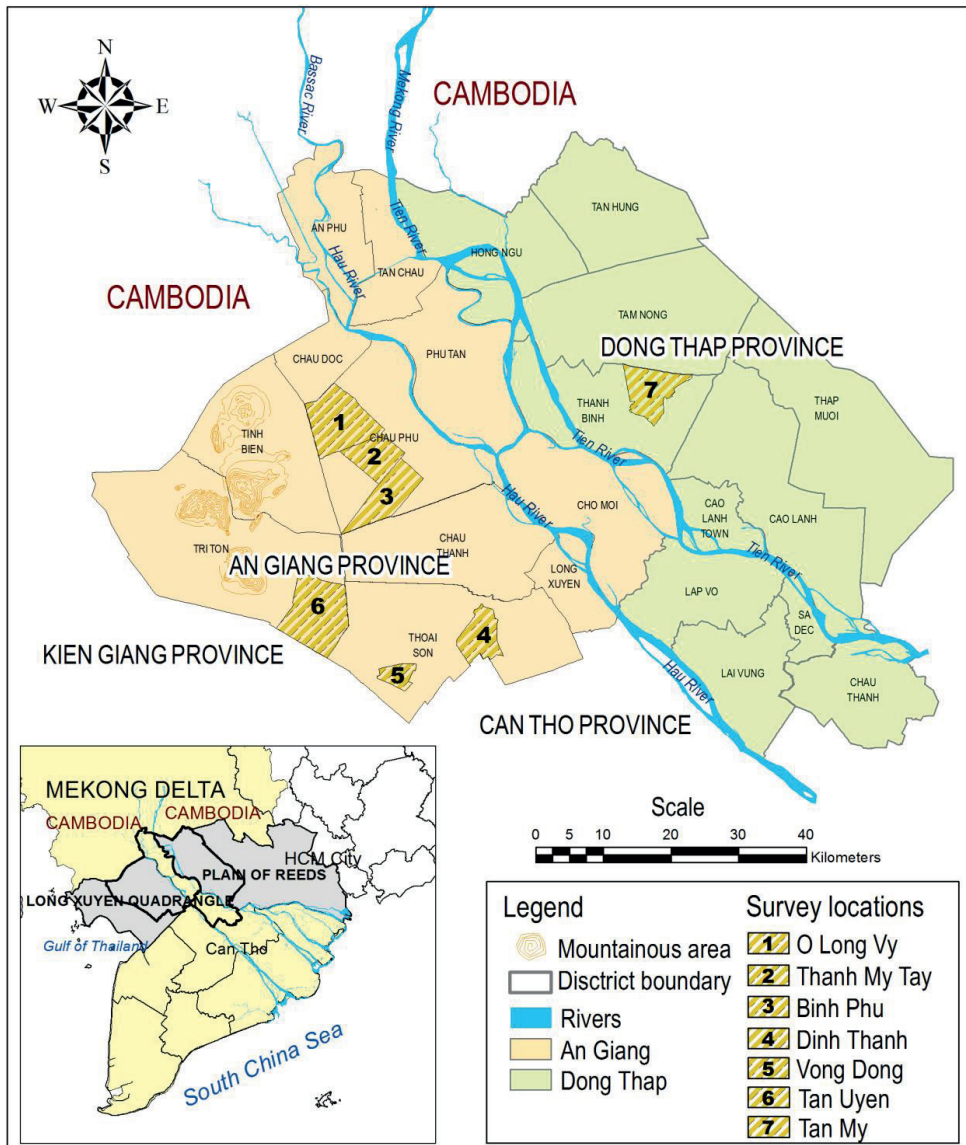 N
W
E
S
Bassac River
Mekong River
CAMBODIA
TAN HUNG
AN PHU
Hau River
Tien River
HONG NGU
TAN CHAU
CAMBODIA
TAM NONG
PHU TAN
DONG THAP PROVINCE
CHAU DOC
7
THAP
MUOI
THANH
BINH
1
CHAU PHU
TINH
BIEN
2
Tien River
3
Hau River
CHO MOI
CAO
LANH
TOWN
CAO LANH
TRI TON
CHAU
THANH
AN GIANG PROVINCE
LONG
XUYEN
Tien River
LAP VO
6
SA
DEC
THOAI
SON
4
KIEN GIANG PROVINCE
5
LAI VUNG
Hau River
CHAU
THANH
CAN THO PROVINCE
Scale
0 10 20 30 40
Kilometers
MEKONG DELTA
CAMBODIA
CAMBODIA
HCM City
PLAIN OF REEDS
LONG XUYEN QUADRANGLE
Gulf of Thailand
Can Tho
South China Sea
Legend
Mountainous area
Disctrict boundary
Rivers
An Giang
Dong Thap
Survey locations
1 O Long Vy
2 Thanh My Tay
3 Binh Phu
4 Dinh Thanh
5 Vong Dong
6 Tan Uyen
7 Tan My